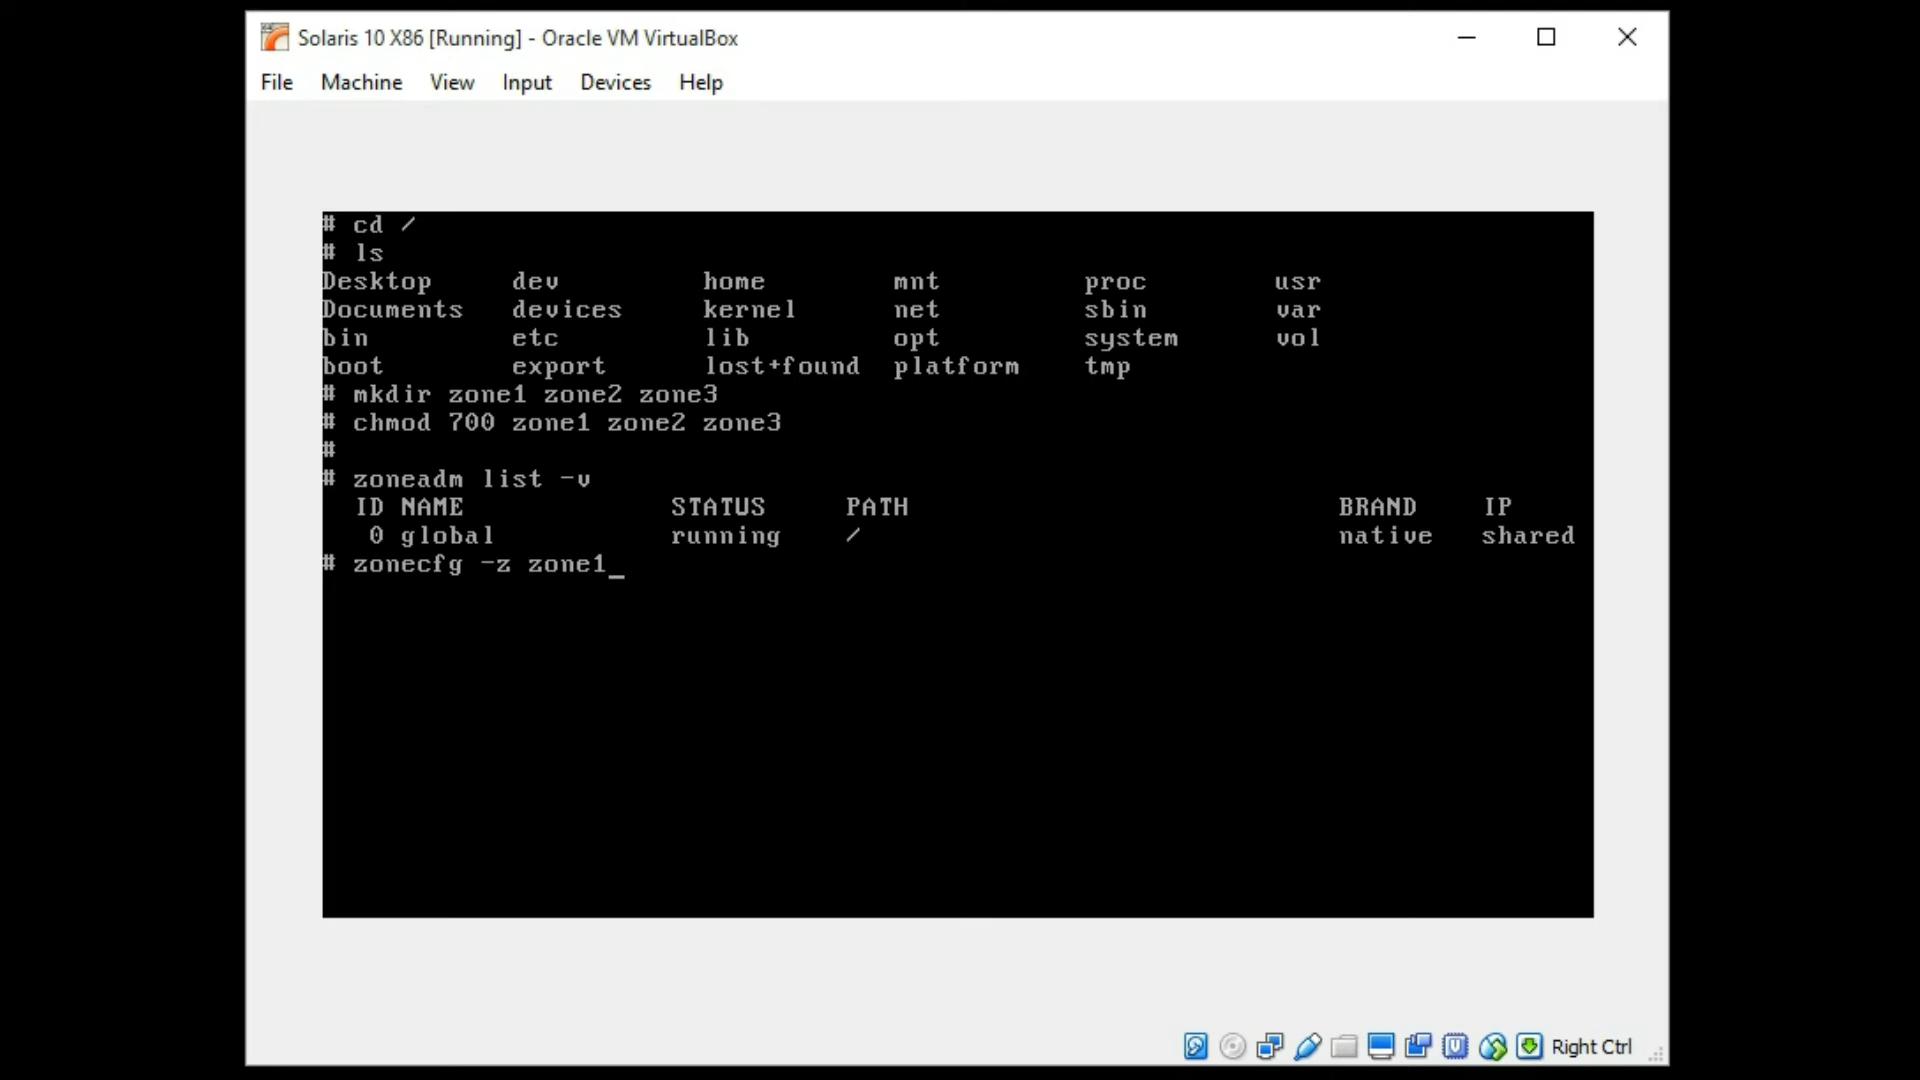 Solaris 10 X86 [Running] - Oracle VM VirtualBox
File Machine View Input Devices Help
# cd /
# ls
Desktop dev home mnt proc usr
Documents devices kernel net sbin var
bin etc lib opt system vol
boot export lost+found platform tmp
# mkdir zone1 zone2 zone3
# chmod 700 zone1 zone2 zone3
#
# zoneadm list -v
ID NAME STATUS PATH BRAND IP
0 global running / native shared
# zonecfg -z zone1_
Right Ctrl